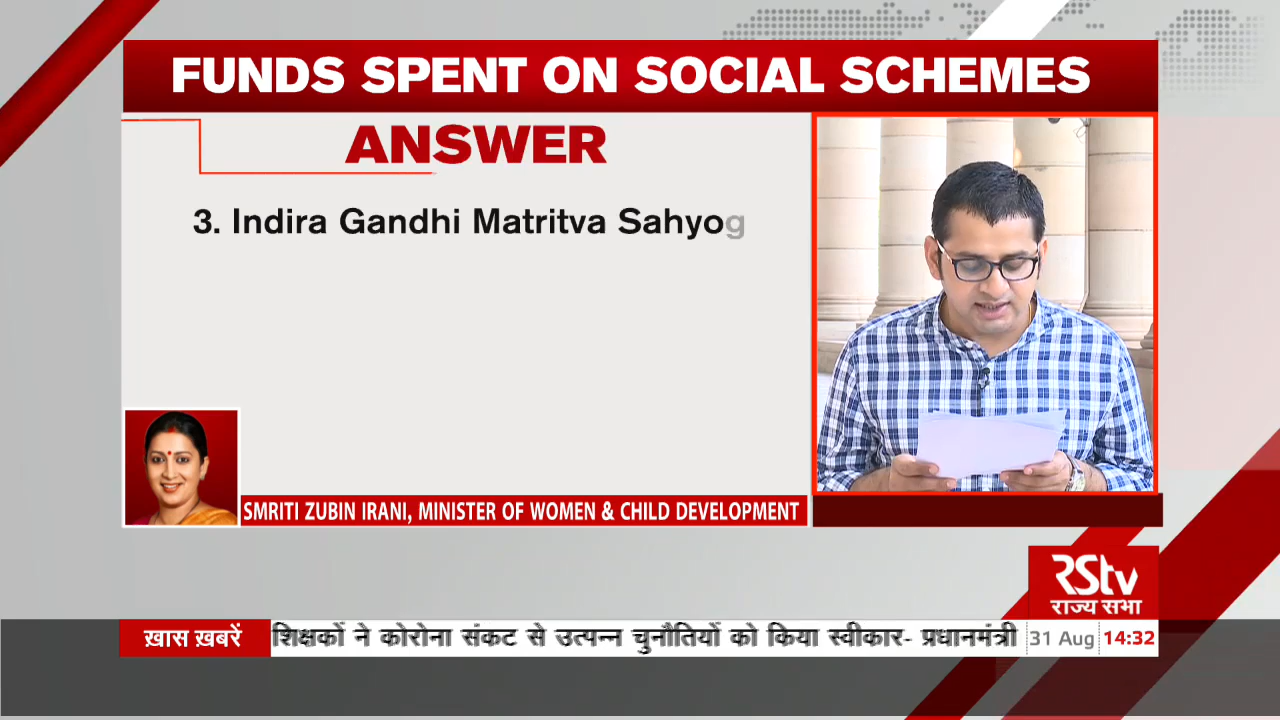 FUNDS SPENT ON SOCIAL SCHEMES
ANSWER
3. Indira Gandhi Matritva Sahyog
SMRITI ZUBIN IRANI, MINISTER OF WOMEN & CHILD DEVELOPMENT
RSTV
राज्य सभा
ख़ास ख़बरें
शिक्षकों ने कोरोना संकट से उत्पन्न चुनौतियों को किया स्वीकार- प्रधानमंत्री
31 Aug 14:32